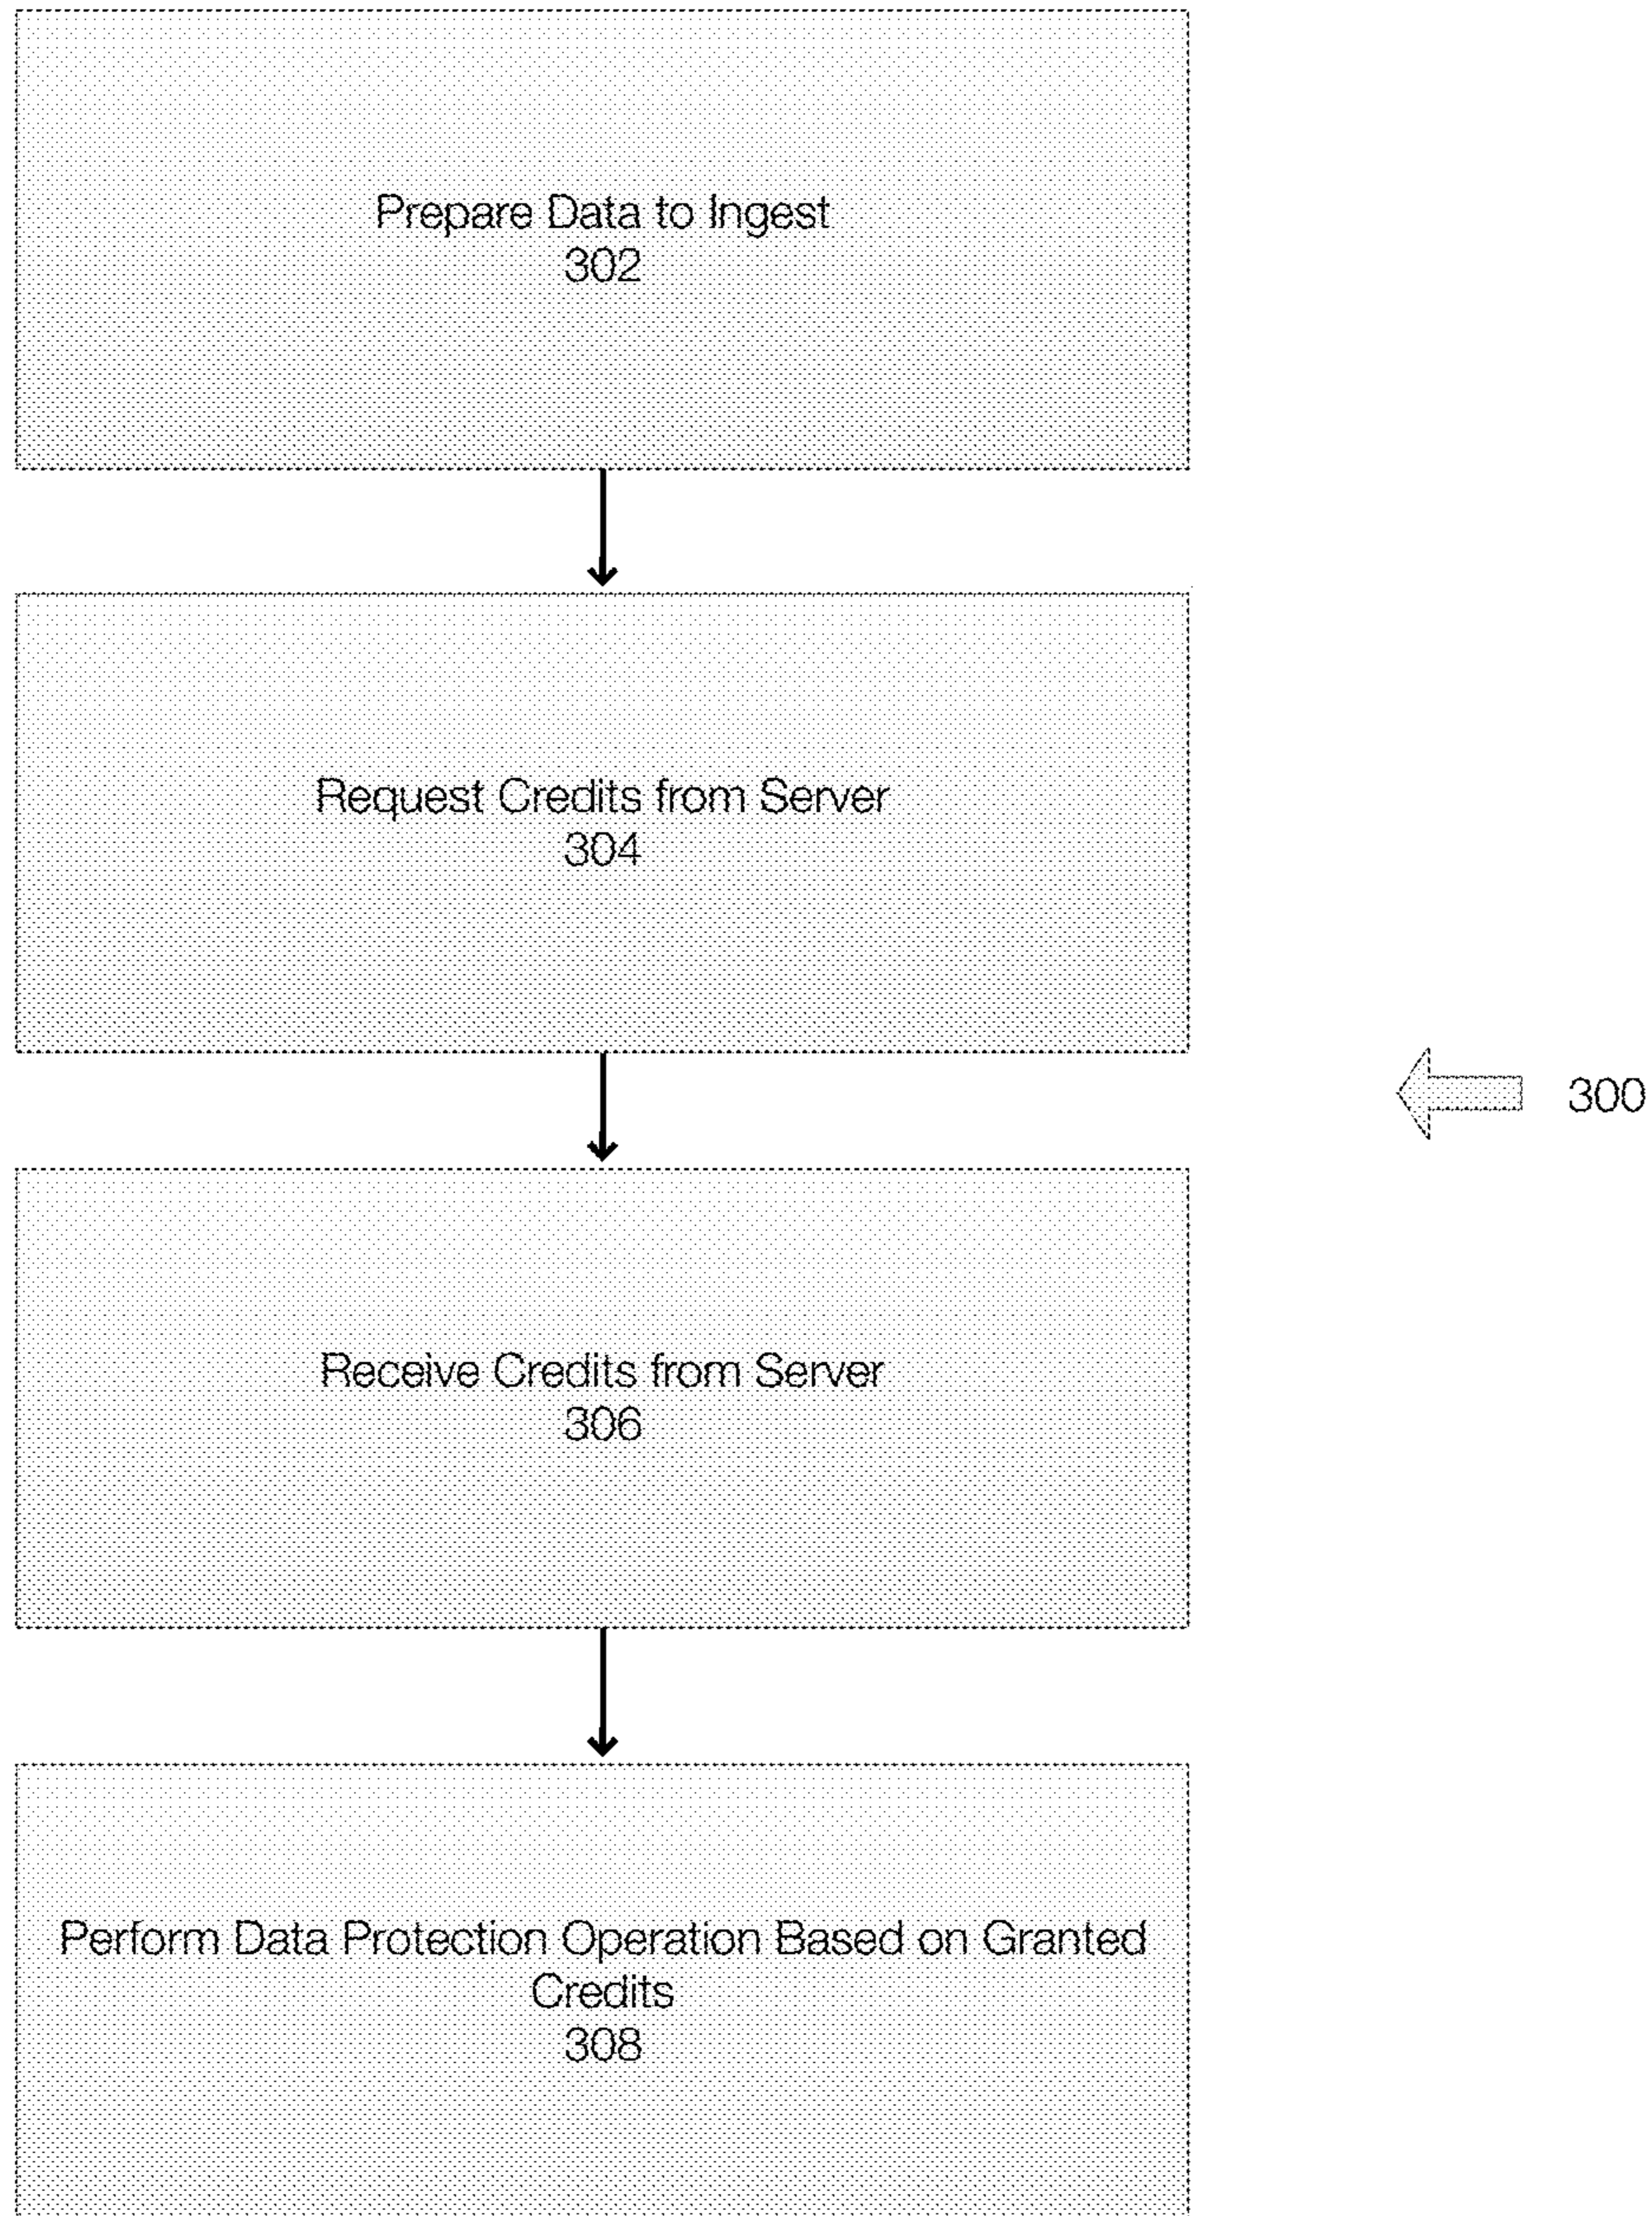 Prepare Data to Ingest
302
Request Credits from Server
304
300
Receive Credits from Server
306
Perform Data Protection Operation Based on Granted
Credits
308